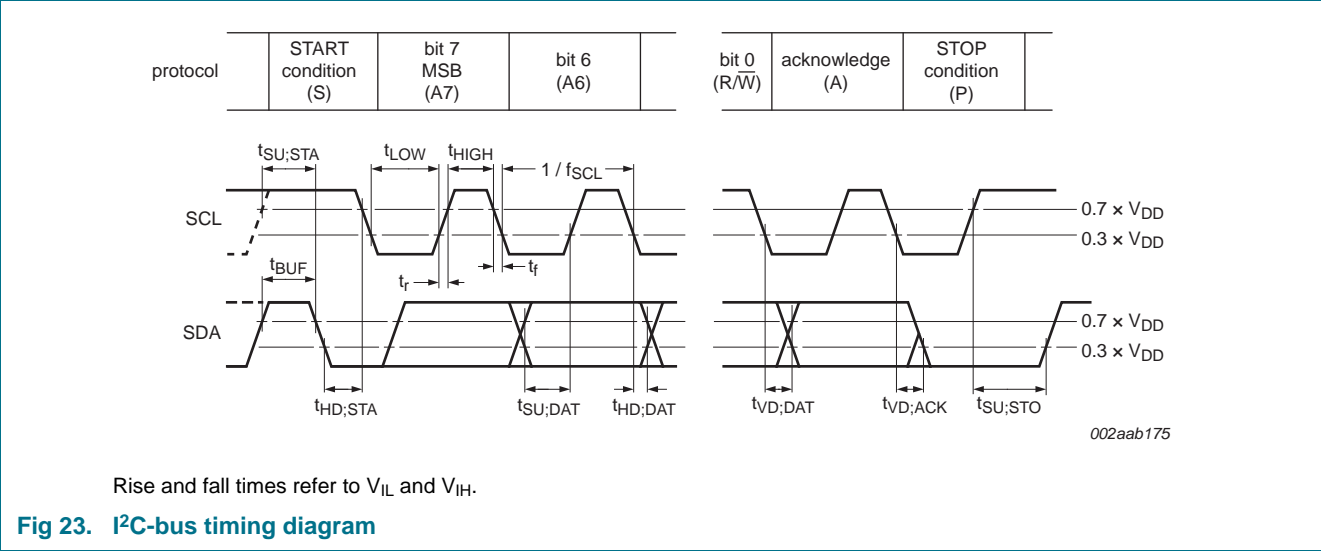 protocol
START
condition
(S)
bit 7
MSB
(A7)
bit 6
(A6)
bit 0
(R/W̅)
acknowledge
(A)
STOP
condition
(P)
tSU;STA
tLOW
tHIGH
1 / fSCL
SCL
0.7 × VDD
0.3 × VDD
tBUF
tr
tf
SDA
0.7 × VDD
0.3 × VDD
tHD;STA
tSU;DAT
tHD;DAT
tVD;DAT
tVD;ACK
tSU;STO
002aab175
Rise and fall times refer to VIL and VIH.
Fig 23. I²C-bus timing diagram